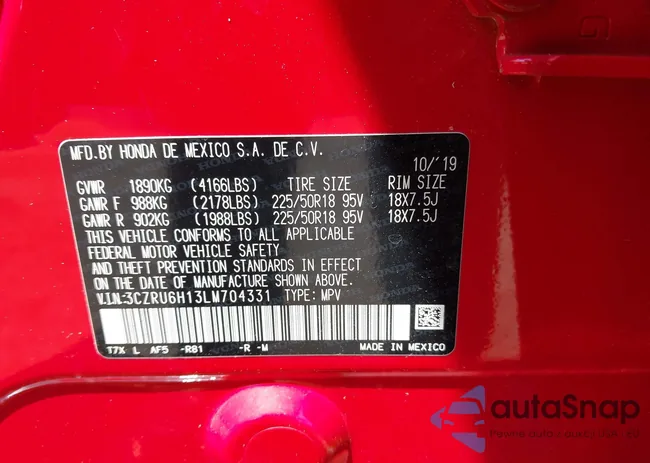 MFD.BY HONDA DE MEXICO S.A. DE C.V.
10/'19
GVWR 1890KG (4166LBS) TIRE SIZE RIM SIZE
GAWR F 988KG (2178LBS) 225/50R18 95V 18X7.5J
GAWR R 902KG (1988LBS) 225/50R18 95V 18X7.5J
THIS VEHICLE CONFORMS TO ALL APPLICABLE
FEDERAL MOTOR VEHICLE SAFETY
AND THEFT PREVENTION STANDARDS IN EFFECT
ON THE DATE OF MANUFACTURE SHOWN ABOVE.
V.I.N.:3CZRU6H13LM704331 TYPE: MPV
T7X L AF5 -R81 -R -M MADE IN MEXICO
autaSnap